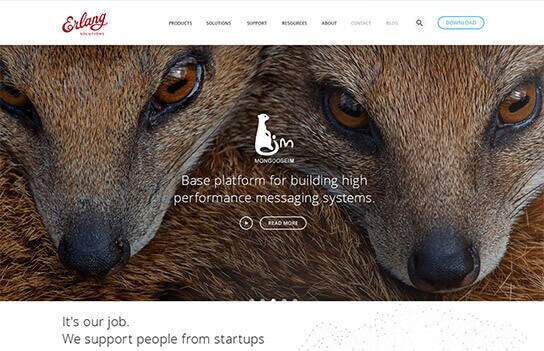 Erlang
SOLUTIONS
PRODUCTS SOLUTIONS SUPPORT RESOURCES ABOUT CONTACT BLOG DOWNLOAD
im
MONGOOSEIM
Base platform for building high
performance messaging systems.
READ MORE
It's our job.
We support people from startups